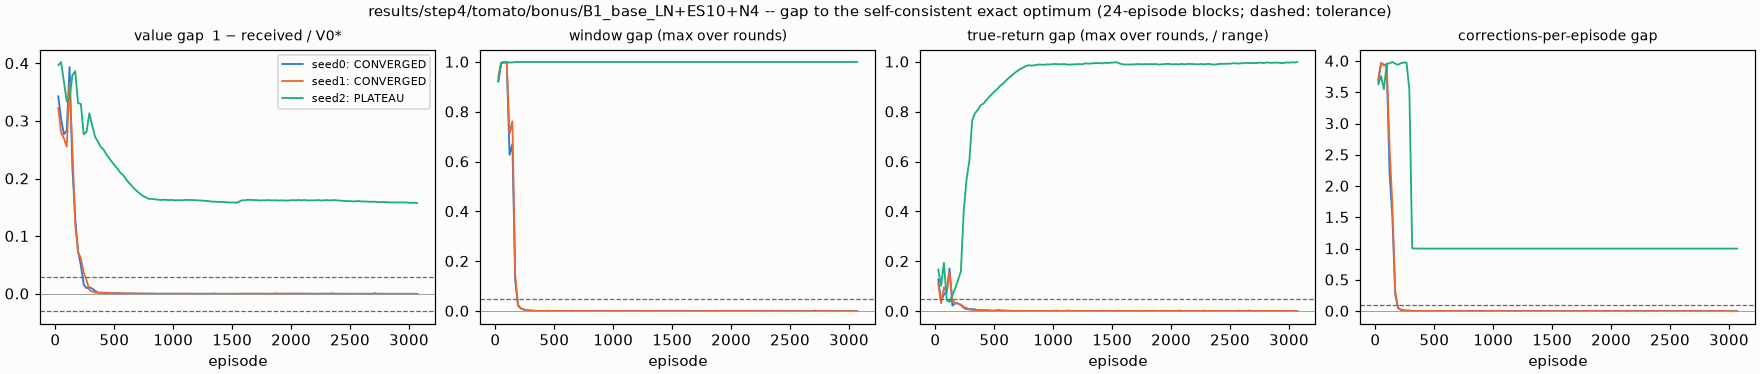 results/step4/tomato/bonus/B1_base_LN+ES10+N4 -- gap to the self-consistent exact optimum (24-episode blocks; dashed: tolerance)
value gap 1 − received / V0*
0.4
0.3
0.2
0.1
0.0
seed0: CONVERGED
seed1: CONVERGED
seed2: PLATEAU
0 500 1000 1500 2000 2500 3000
episode
window gap (max over rounds)
1.0
0.8
0.6
0.4
0.2
0.0
0 500 1000 1500 2000 2500 3000
episode
true-return gap (max over rounds, / range)
1.0
0.8
0.6
0.4
0.2
0.0
0 500 1000 1500 2000 2500 3000
episode
corrections-per-episode gap
4.0
3.5
3.0
2.5
2.0
1.5
1.0
0.5
0.0
0 500 1000 1500 2000 2500 3000
episode